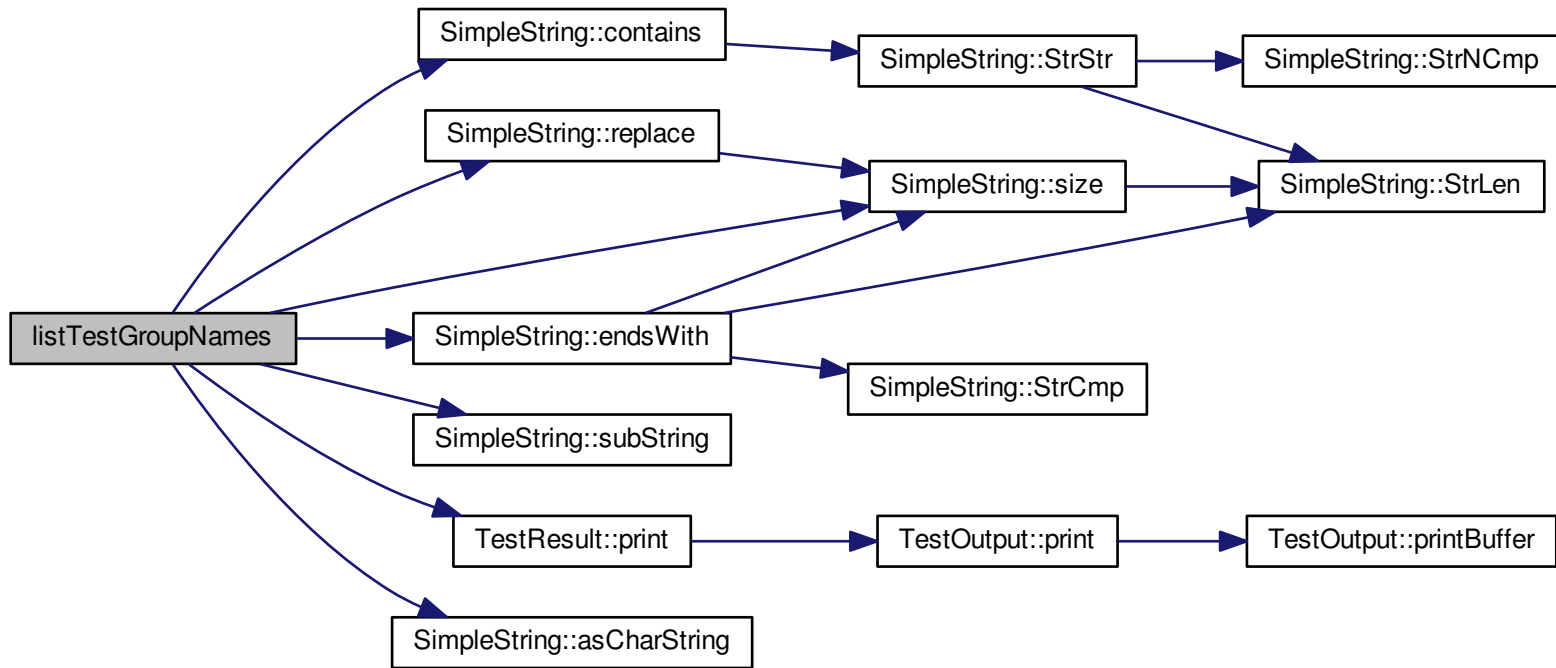 SimpleString::contains
SimpleString::StrStr
SimpleString::StrNCmp
SimpleString::replace
SimpleString::size
SimpleString::StrLen
listTestGroupNames
SimpleString::endsWith
SimpleString::StrCmp
SimpleString::subString
TestResult::print
TestOutput::print
TestOutput::printBuffer
SimpleString::asCharString